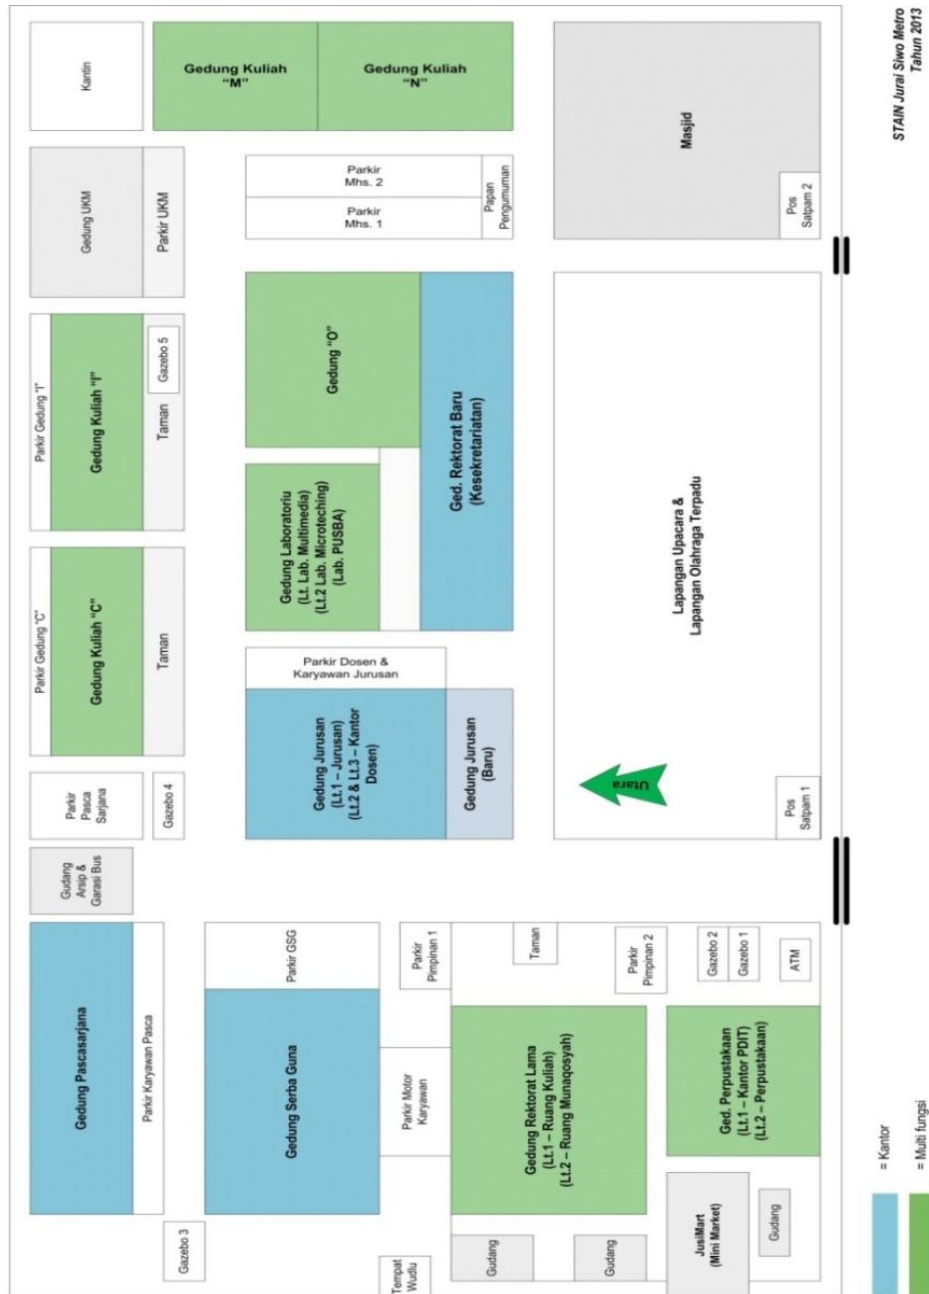 STAIN Jurai Siwo Metro
Tahun 2013
Kantin
Gedung Kuliah
“M”
Gedung Kuliah
“N”
Masjid
Pos
Satpam 2
Gedung UKM
Parkir UKM
Parkir
Mhs. 2
Parkir
Mhs. 1
Papan
Pengumuman
Parkir Gedung “I”
Gedung Kuliah “I”
Gazebo 5
Taman
Gedung “O”
Ged. Rektorat Baru
(Kesekretariatan)
Gedung Laboratoriu
(Lt. Lab. Multimedia)
(Lt.2 Lab. Microteching)
(Lab. PUSBA)
Lapangan Upacara &
Lapangan Olahraga Terpadu
Parkir Gedung “C”
Gedung Kuliah “C”
Taman
Parkir Dosen &
Karyawan Jurusan
Gedung Jurusan
(Lt.1 – Jurusan)
(Lt.2 & Lt.3 – Kantor
Dosen)
Gedung Jurusan
(Baru)
Utara
Pos
Satpam 1
Parkir
Pasca
Sarjana
Gazebo 4
Gudang
Arsip &
Garasi Bus
Gedung Pascasarjana
Parkir Karyawan Pasca
Parkir GSG
Gedung Serba Guna
Parkir
Pimpinan 1
Taman
Parkir
Pimpinan 2
Gazebo 2
Gazebo 1
ATM
Parkir Motor
Karyawan
Gedung Rektorat Lama
(Lt.1 – Ruang Kuliah)
(Lt.2 – Ruang Munaqosyah)
Ged. Perpustakaan
(Lt.1 – Kantor PDIT)
(Lt.2 – Perpustakaan)
Gazebo 3
Tempat
Wudlu
Gudang
Gudang
JusiMart
(Mini Market)
Gudang
= Kantor
= Multi fungsi